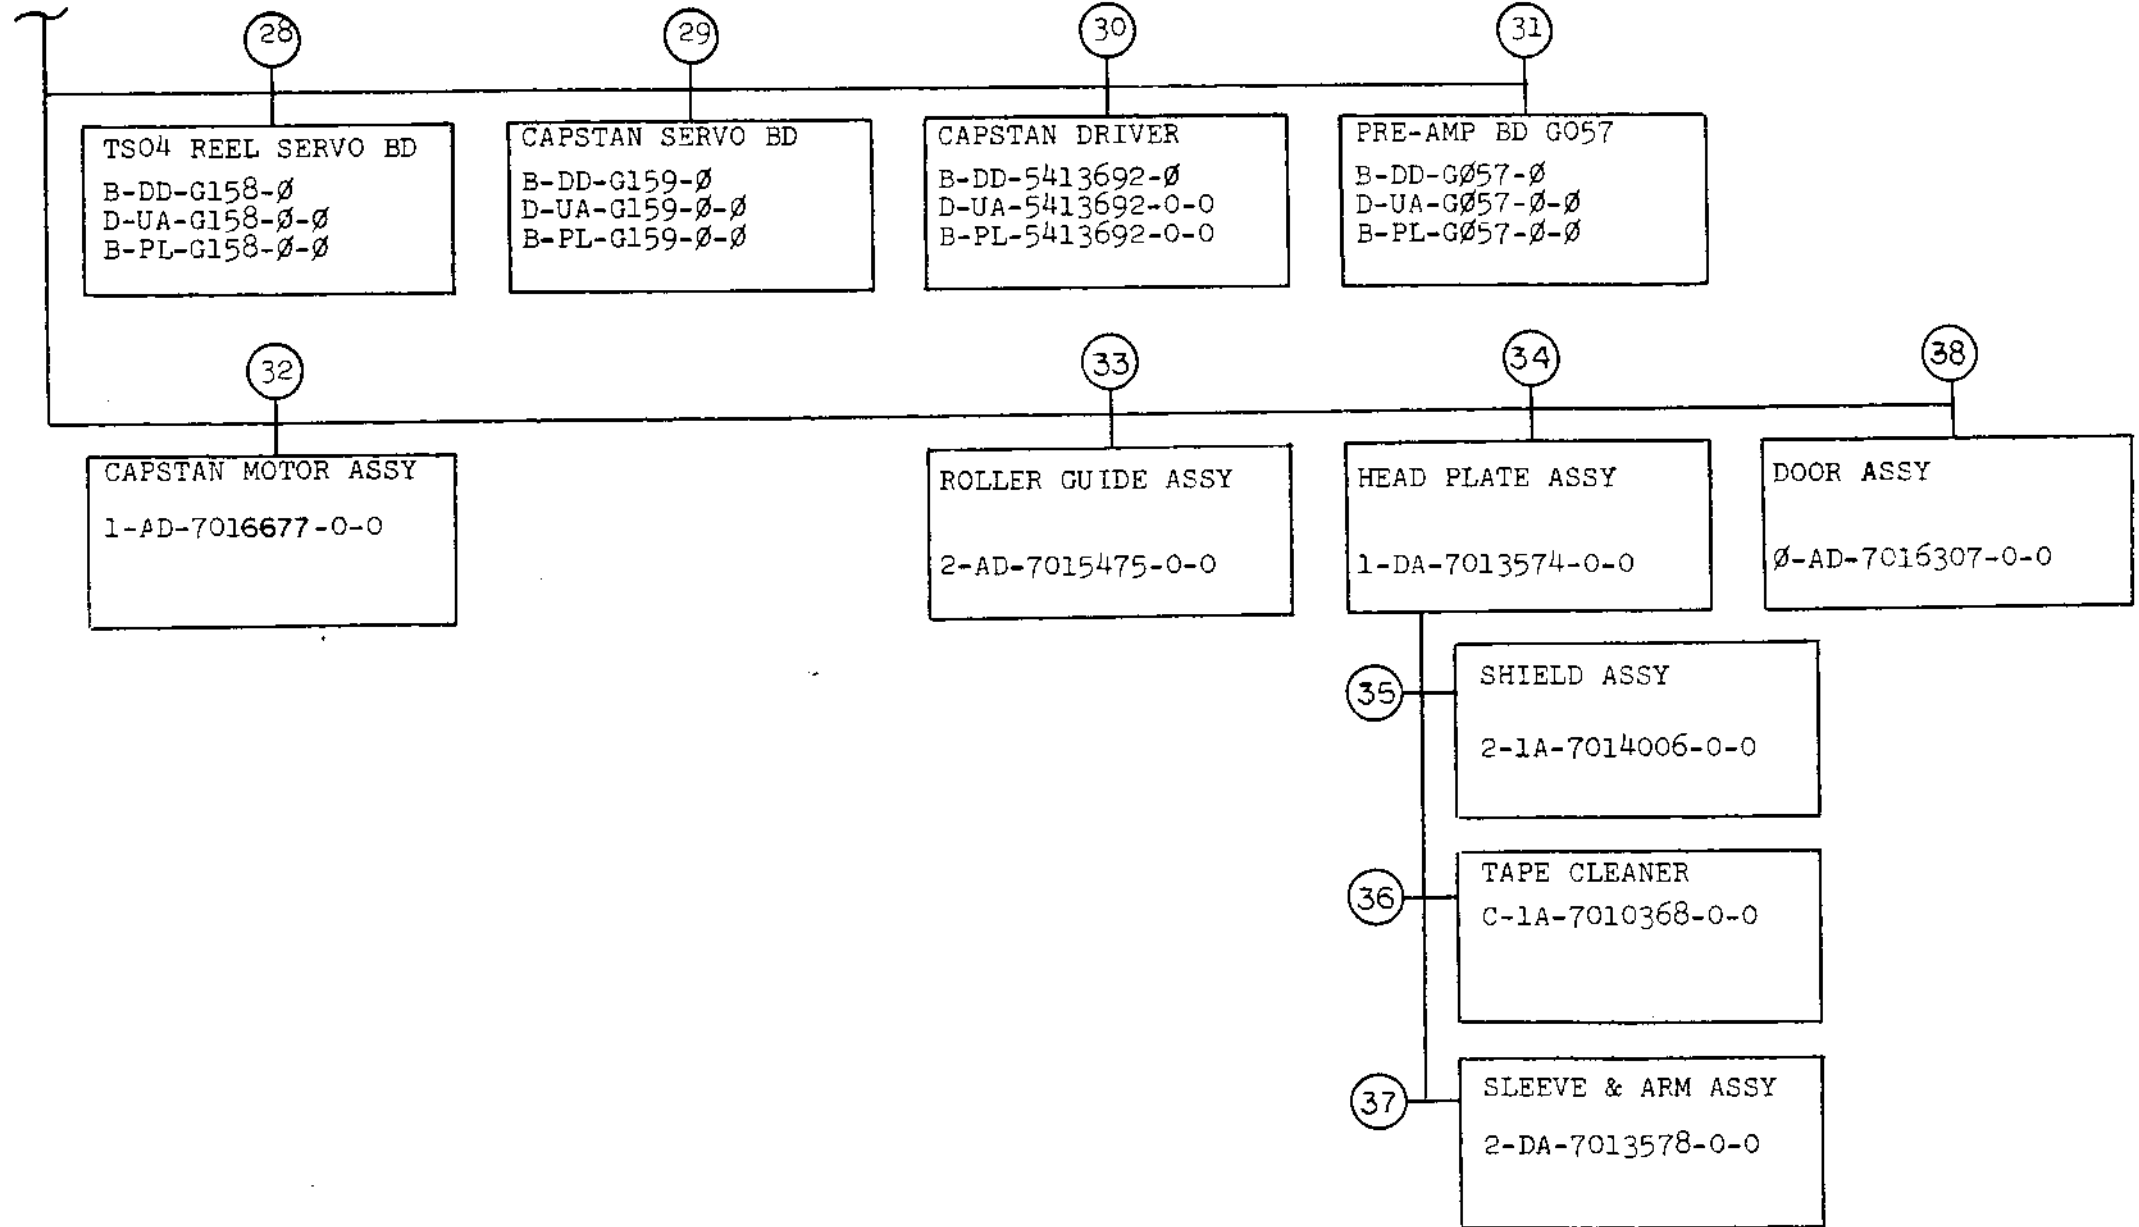 28
29
30
31
TS04 REEL SERVO BD
B-DD-G158-Ø
D-UA-G158-Ø-Ø
B-PL-G158-Ø-Ø
CAPSTAN SERVO BD
B-DD-G159-Ø
D-UA-G159-Ø-Ø
B-PL-G159-Ø-Ø
CAPSTAN DRIVER
B-DD-5413692-Ø
D-UA-5413692-0-0
B-PL-5413692-0-0
PRE-AMP BD G057
B-DD-GØ57-Ø
D-UA-GØ57-Ø-Ø
B-PL-GØ57-Ø-Ø
32
33
34
38
CAPSTAN MOTOR ASSY
1-AD-7016677-0-0
ROLLER GUIDE ASSY
2-AD-7015475-0-0
HEAD PLATE ASSY
1-DA-7013574-0-0
DOOR ASSY
Ø-AD-7016307-0-0
35
SHIELD ASSY
2-1A-7014006-0-0
36
TAPE CLEANER
C-1A-7010368-0-0
37
SLEEVE & ARM ASSY
2-DA-7013578-0-0